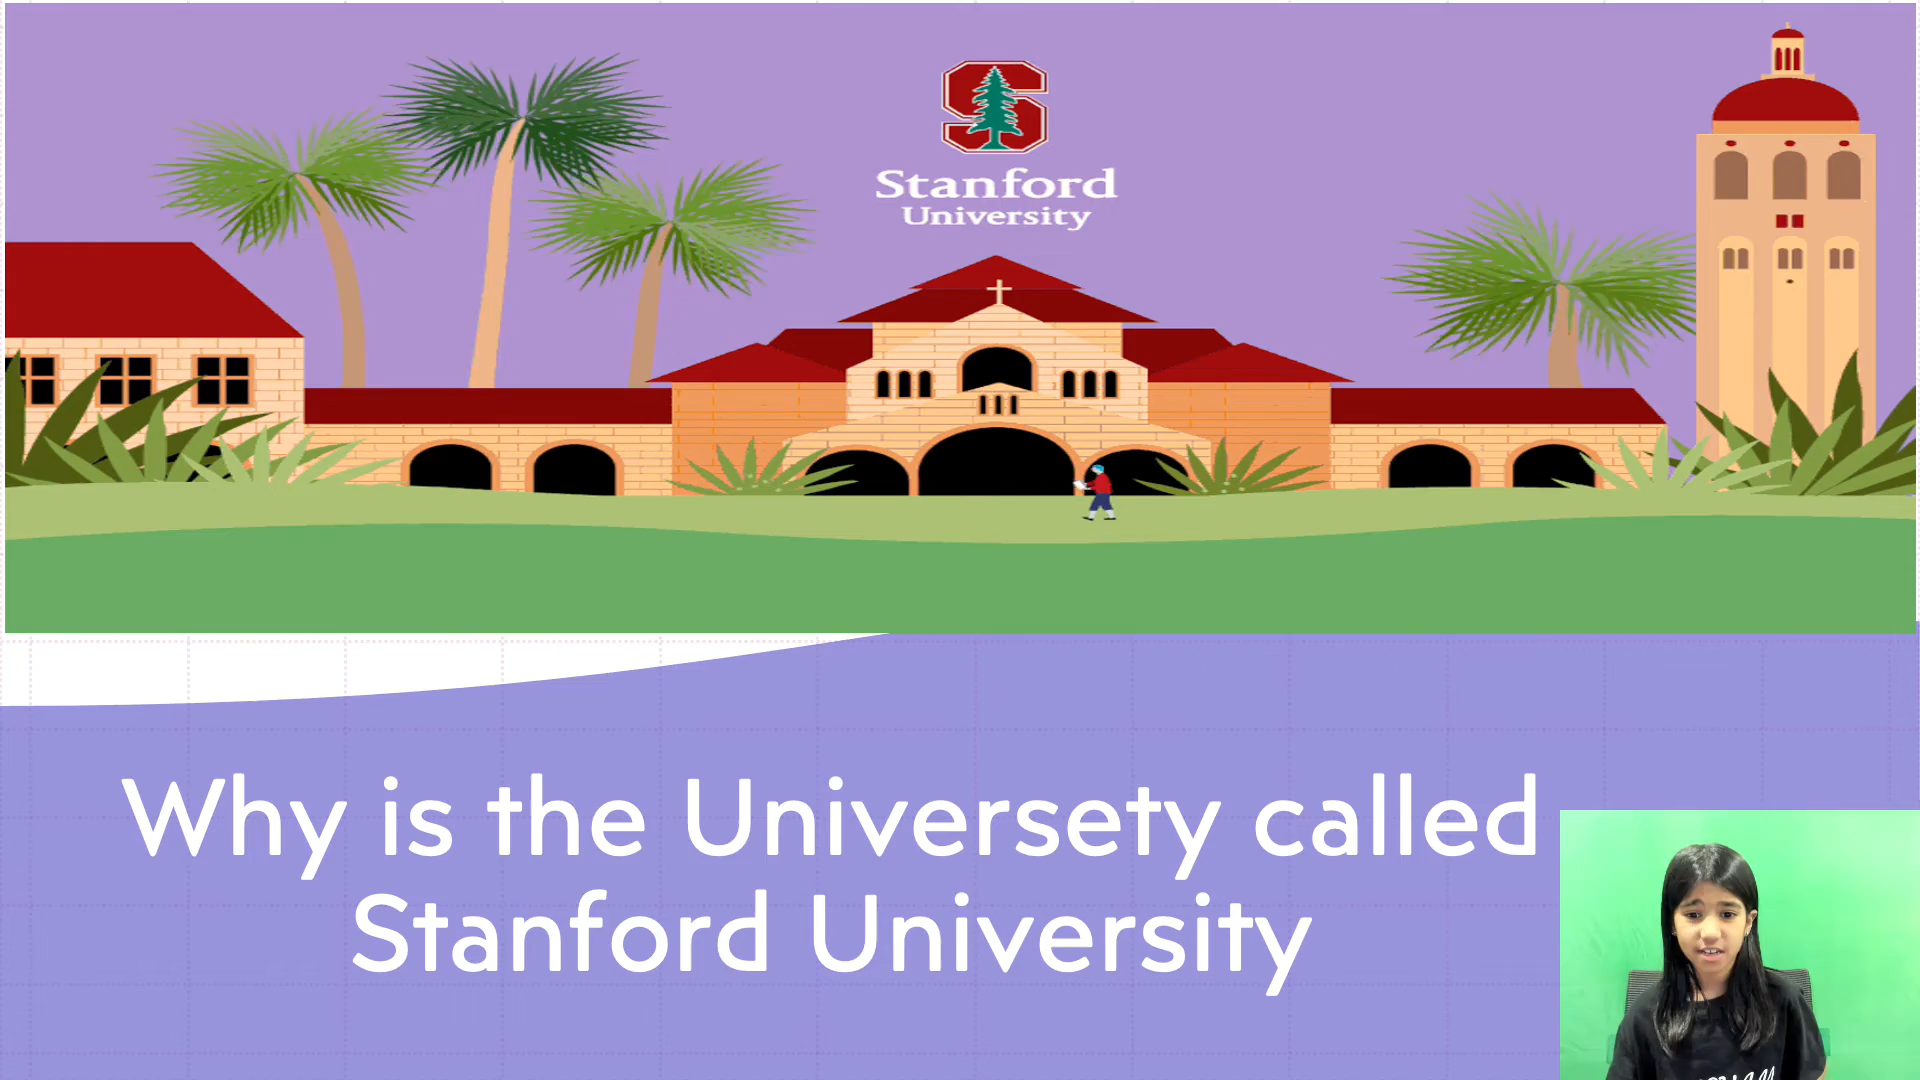 Stanford
University
Why is the Universety called
Stanford University